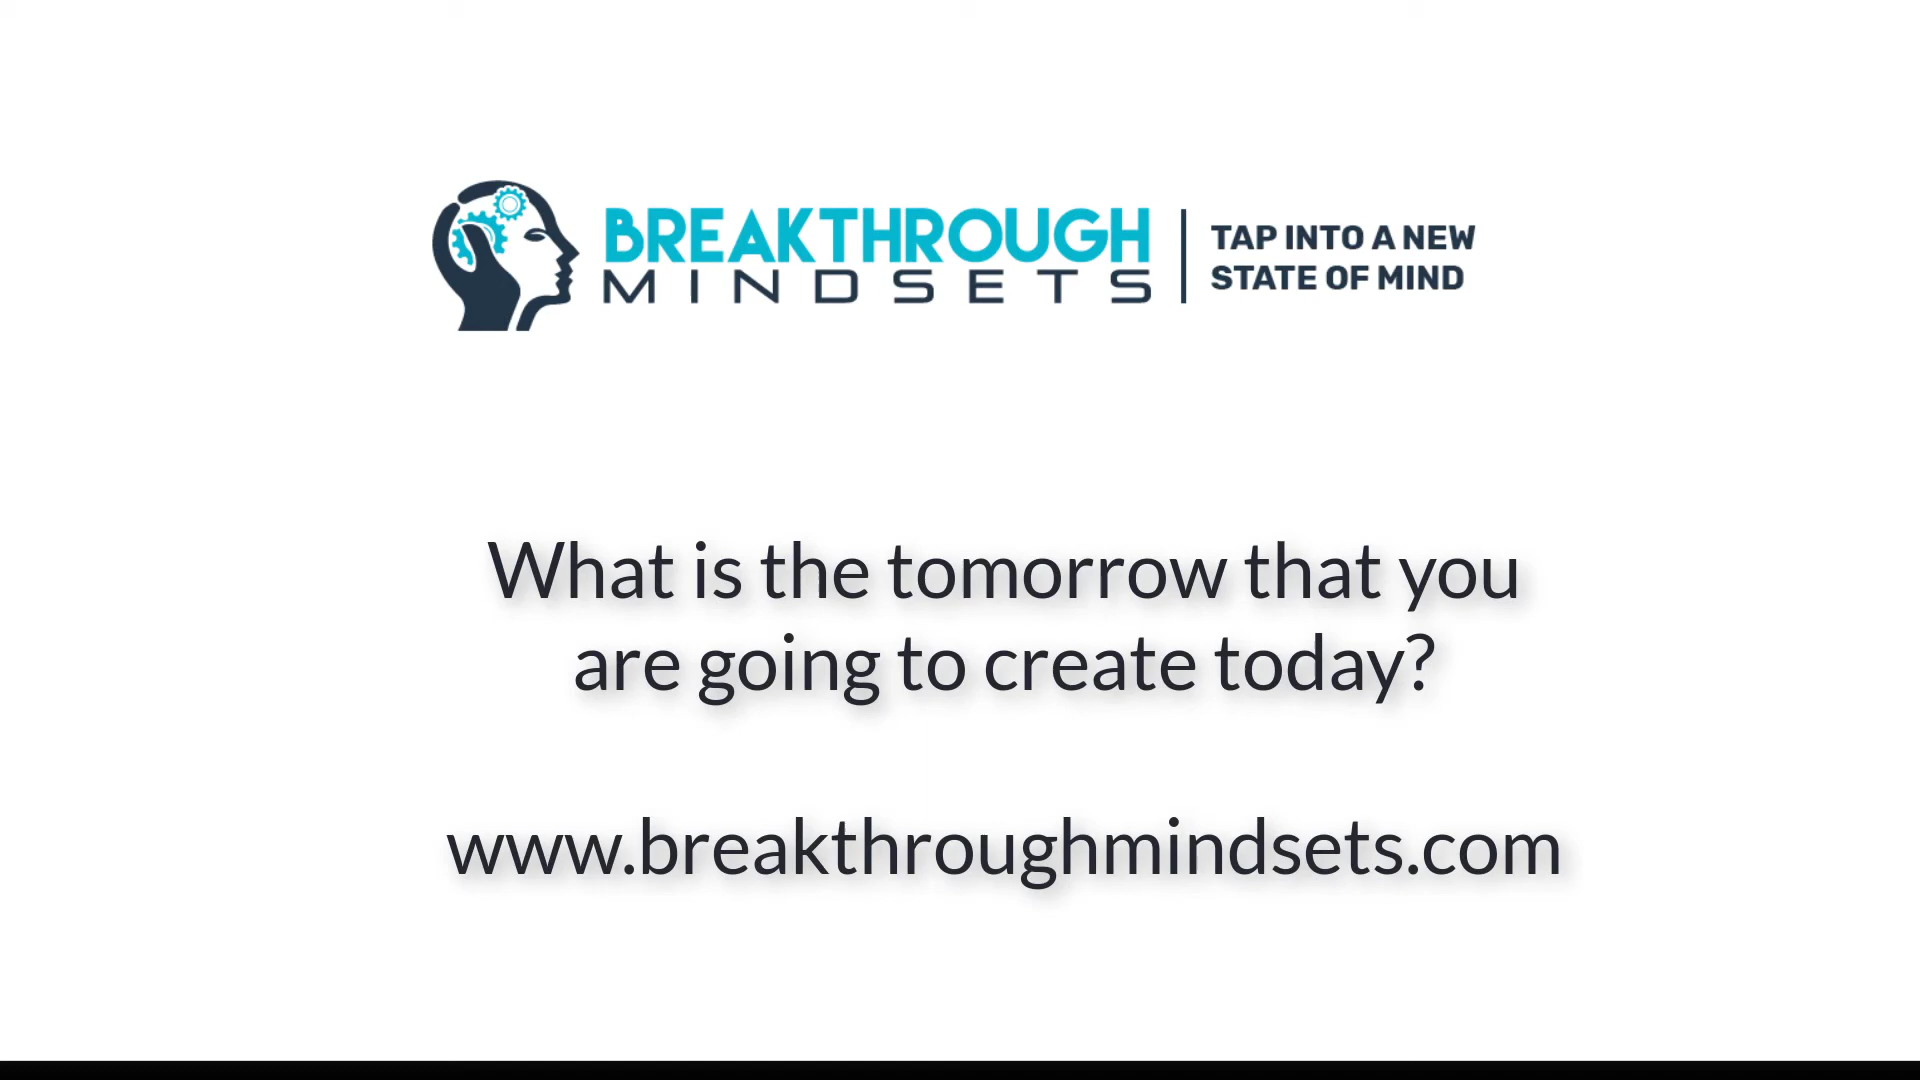 BREAKTHROUGH
MINDSETS
TAP INTO A NEW
STATE OF MIND
What is the tomorrow that you
are going to create today?
www.breakthroughmindsets.com